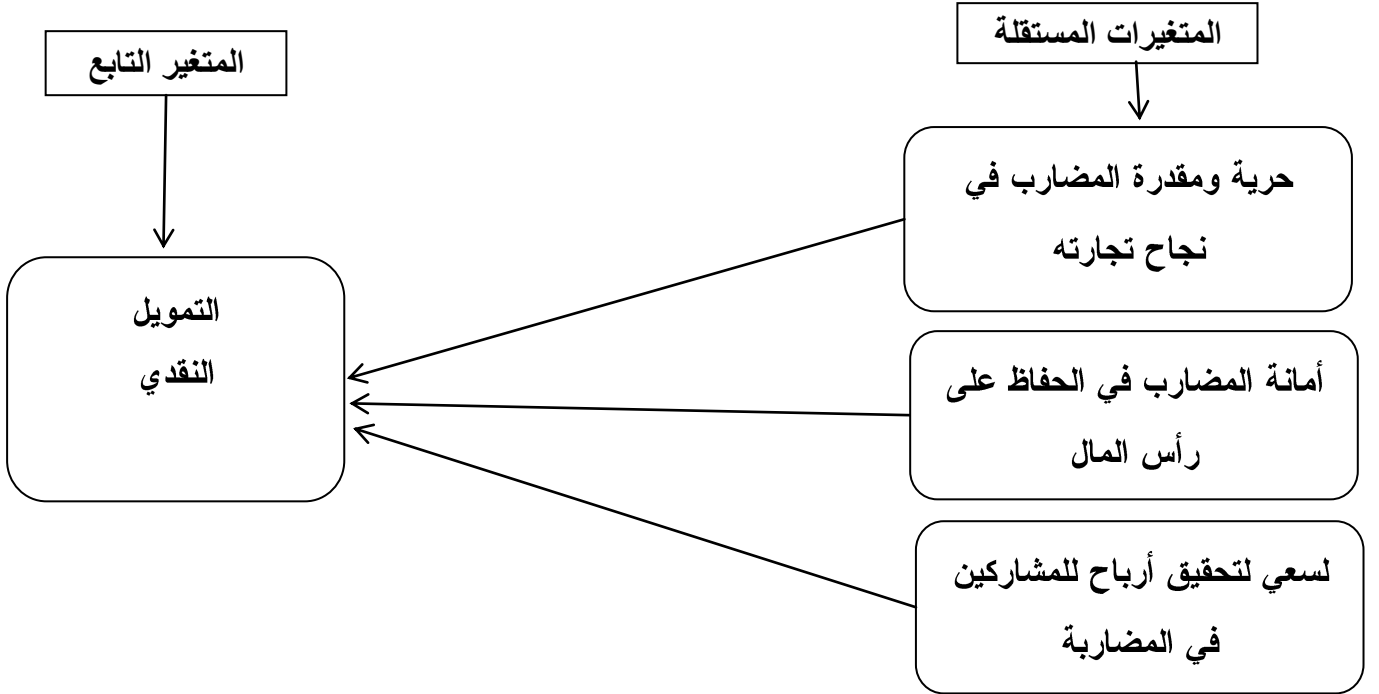 المتغيرات المستقلة
المتغير التابع
حرية ومقدرة المضارب في
نجاح تجارته
التمويل
النقدي
أمانة المضارب في الحفاظ على
رأس المال
لسعي لتحقيق أرباح للمشاركين
في المضاربة